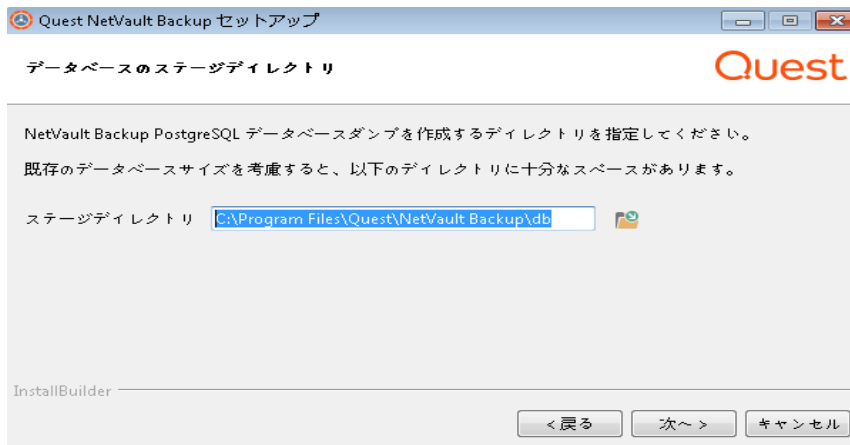 Quest NetVault Backup セットアップ
データベースのステージディレクトリ
Quest
NetVault Backup PostgreSQL データベースダンプを作成するディレクトリを指定してください。
既存のデータベースサイズを考慮すると、以下のディレクトリに十分なスペースがあります。
ステージディレクトリ C:\Program Files\Quest\NetVault Backup\db
InstallBuilder
<戻る 次へ> キャンセル